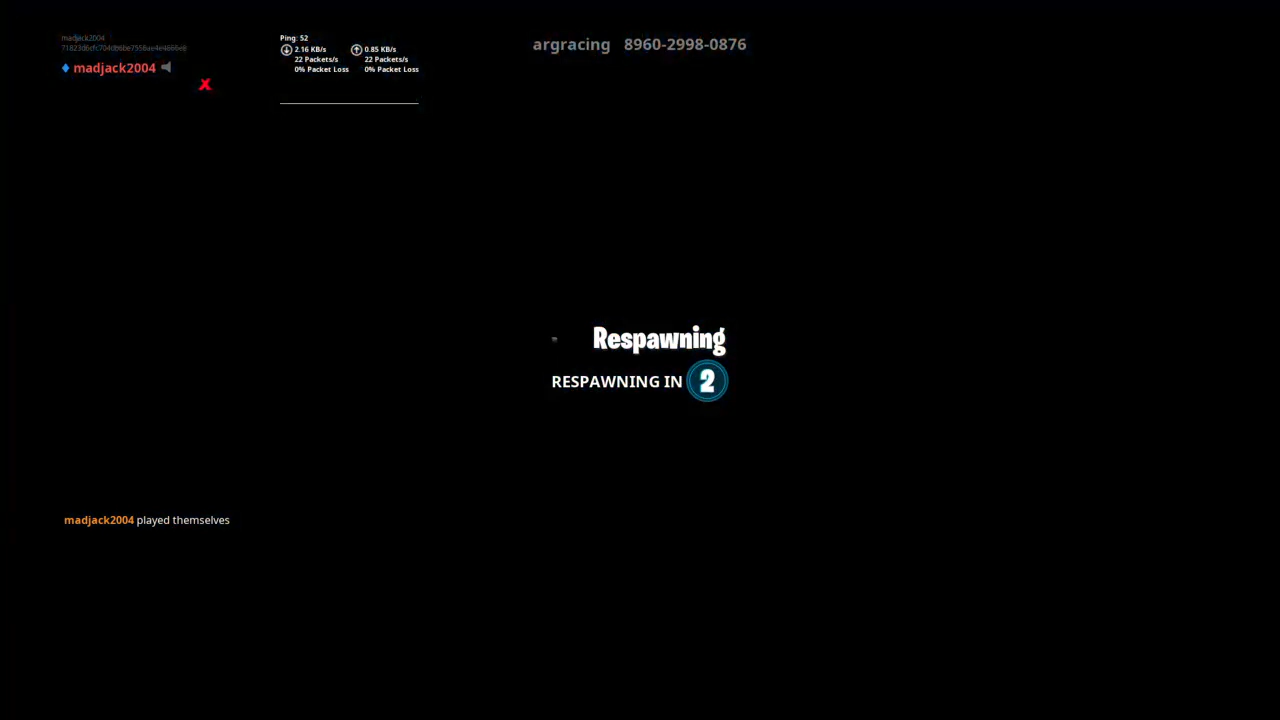 madjack2004
madjack2004
X
Ping: 52
2.16 KB/s 0.85 KB/s
22 Packets/s 22 Packets/s
0% Packet Loss 0% Packet Loss
argracing 8960-2998-0876
Respawning
RESPAWNING IN 2
madjack2004 played themselves